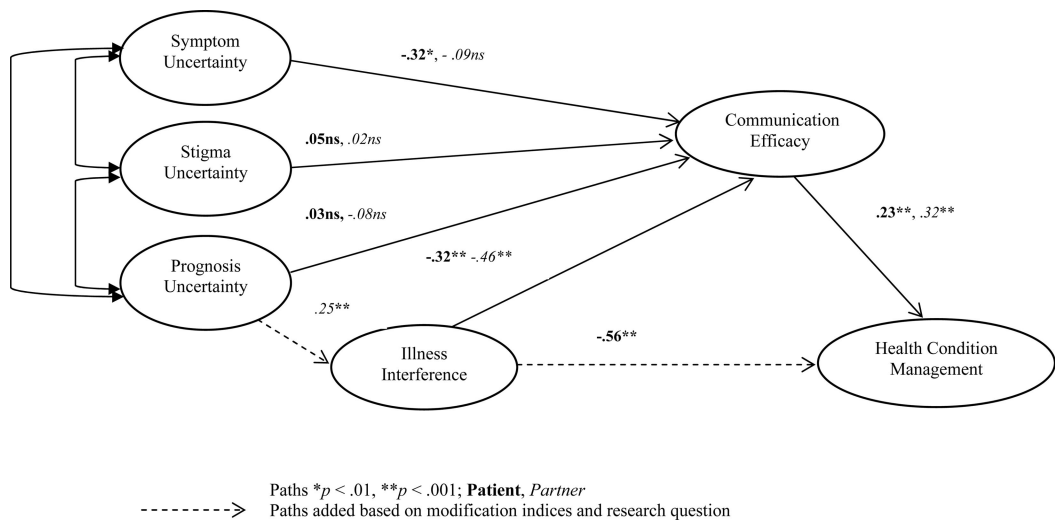 Symptom
Uncertainty
-.32*, - .09ns
Communication
Efficacy
Stigma
Uncertainty
.05ns, .02ns
.03ns, -.08ns
.23**, .32**
Prognosis
Uncertainty
-.32** -.46**
.25**
-.56**
Illness
Interference
Health Condition
Management
Paths *p < .01, **p < .001; Patient, Partner
Paths added based on modification indices and research question